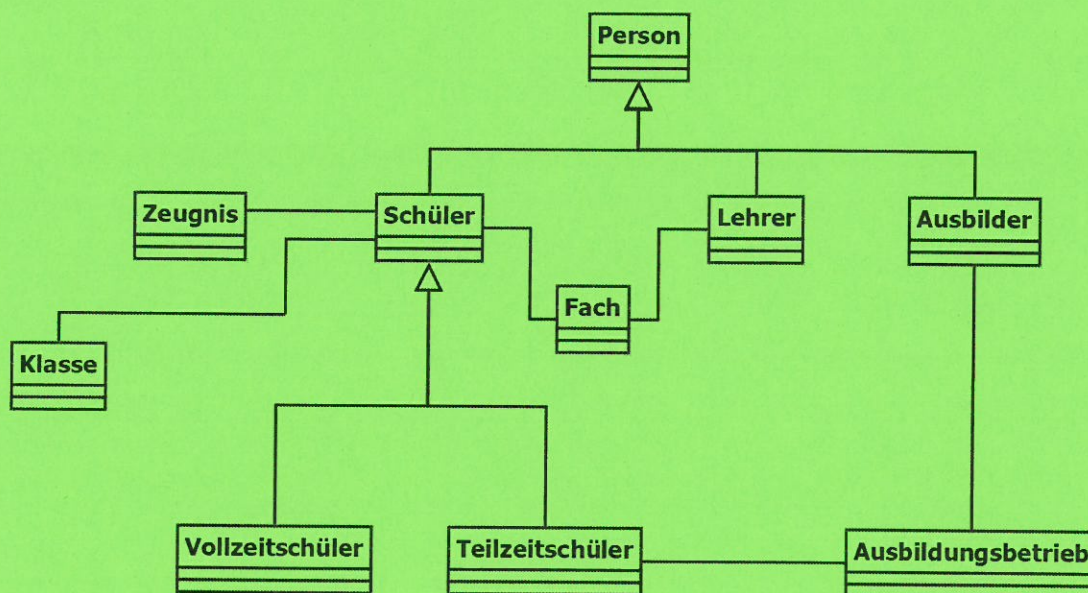 Person
Zeugnis
Schüler
Lehrer
Ausbilder
Fach
Klasse
Vollzeitschüler
Teilzeitschüler
Ausbildungsbetrieb